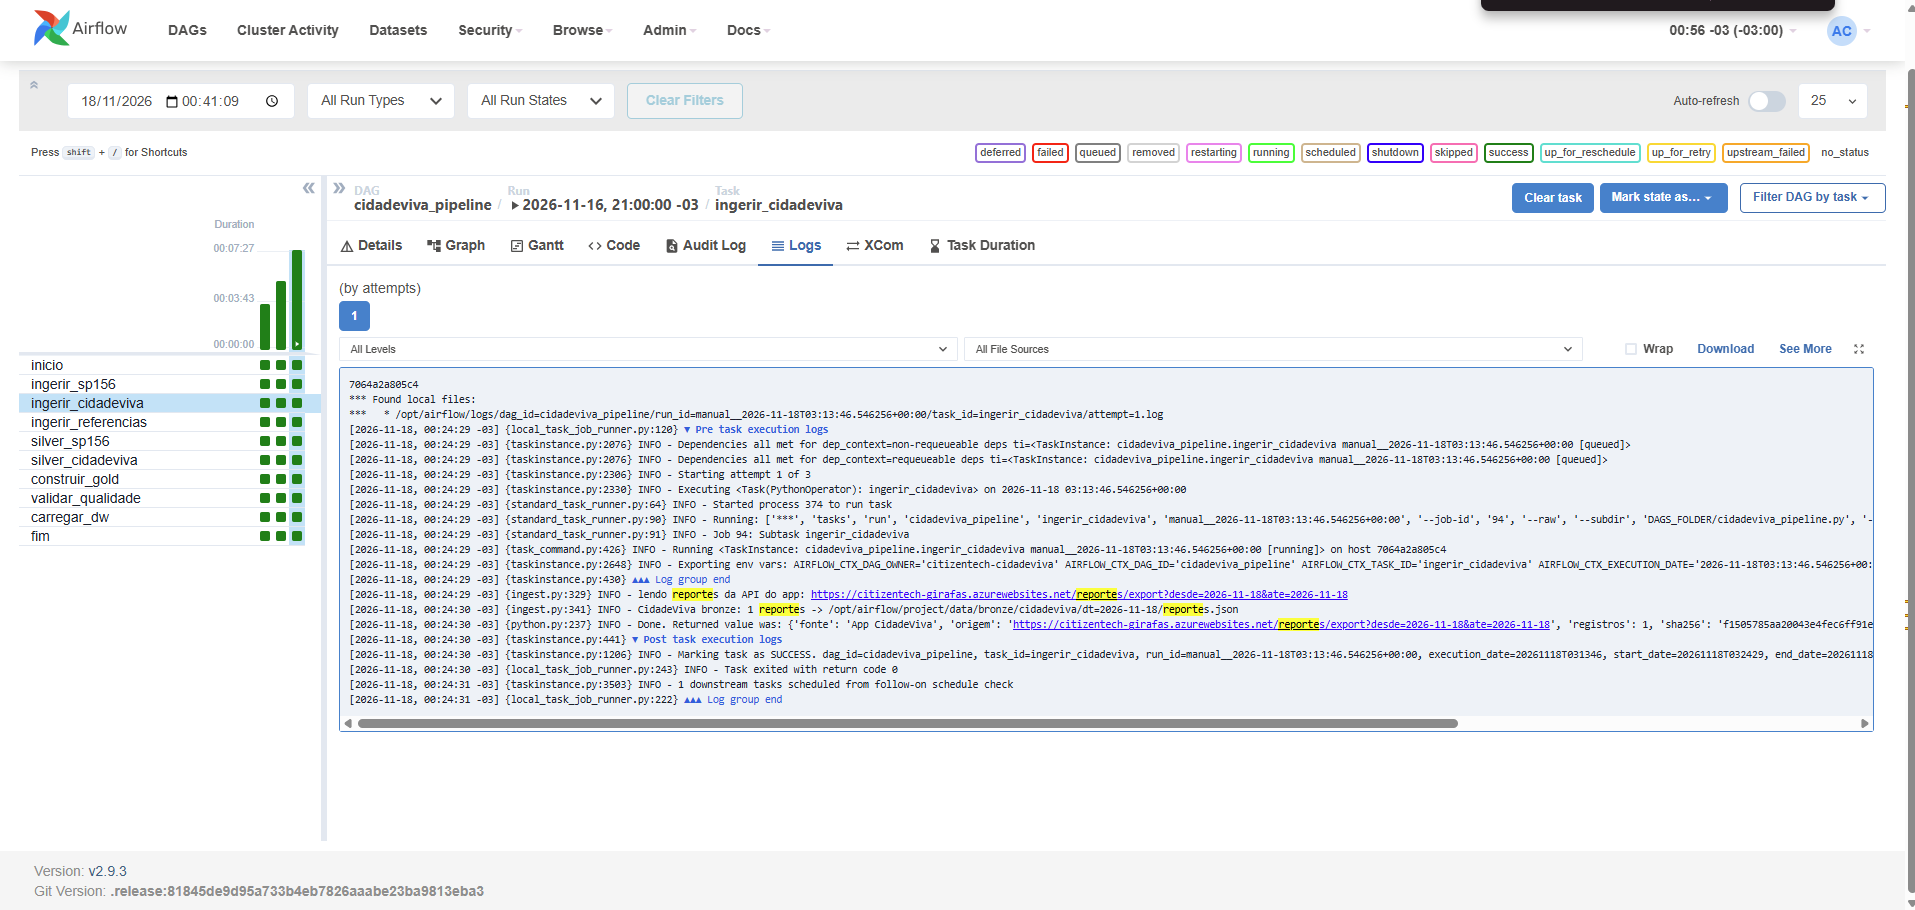 Airflow
DAGs
Cluster Activity
Datasets
Security
Browse
Admin
Docs
00:56 -03 (-03:00)
AC
18/11/2026 00:41:09
All Run Types
All Run States
Clear Filters
Auto-refresh
25
Press shift + / for Shortcuts
deferred
failed
queued
removed
restarting
running
scheduled
shutdown
skipped
success
up_for_reschedule
up_for_retry
upstream_failed
no_status
Duration
00:07:27
00:03:43
00:00:00
inicio
ingerir_sp156
ingerir_cidadeviva
ingerir_referencias
silver_sp156
silver_cidadeviva
construir_gold
validar_qualidade
carregar_dw
fim
DAG
cidadeviva_pipeline
/
Run
2026-11-16, 21:00:00 -03
/
Task
ingerir_cidadeviva
Clear task
Mark state as...
Filter DAG by task
Details
Graph
Gantt
Code
Audit Log
Logs
XCom
Task Duration
(by attempts)
1
All Levels
All File Sources
Wrap
Download
See More
7064a2a805c4
*** Found local files:
***   * /opt/airflow/logs/dag_id=cidadeviva_pipeline/run_id=manual__2026-11-18T03:13:46.546256+00:00/task_id=ingerir_cidadeviva/attempt=1.log
[2026-11-18, 00:24:29 -03] {local_task_job_runner.py:120} ▼ Pre task execution logs
[2026-11-18, 00:24:29 -03] {taskinstance.py:2076} INFO - Dependencies all met for dep_context=non-requeueable deps ti=<TaskInstance: cidadeviva_pipeline.ingerir_cidadeviva manual__2026-11-18T03:13:46.546256+00:00 [queued]>
[2026-11-18, 00:24:29 -03] {taskinstance.py:2076} INFO - Dependencies all met for dep_context=requeueable deps ti=<TaskInstance: cidadeviva_pipeline.ingerir_cidadeviva manual__2026-11-18T03:13:46.546256+00:00 [queued]>
[2026-11-18, 00:24:29 -03] {taskinstance.py:2306} INFO - Starting attempt 1 of 3
[2026-11-18, 00:24:29 -03] {taskinstance.py:2330} INFO - Executing <Task(PythonOperator): ingerir_cidadeviva> on 2026-11-18 03:13:46.546256+00:00
[2026-11-18, 00:24:29 -03] {standard_task_runner.py:64} INFO - Started process 374 to run task
[2026-11-18, 00:24:29 -03] {standard_task_runner.py:90} INFO - Running: ['***', 'tasks', 'run', 'cidadeviva_pipeline', 'ingerir_cidadeviva', 'manual__2026-11-18T03:13:46.546256+00:00', '--job-id', '94', '--raw', '--subdir', 'DAGS_FOLDER/cidadeviva_pipeline.py', '-
[2026-11-18, 00:24:29 -03] {standard_task_runner.py:91} INFO - Job 94: Subtask ingerir_cidadeviva
[2026-11-18, 00:24:29 -03] {task_command.py:426} INFO - Running <TaskInstance: cidadeviva_pipeline.ingerir_cidadeviva manual__2026-11-18T03:13:46.546256+00:00 [running]> on host 7064a2a805c4
[2026-11-18, 00:24:29 -03] {taskinstance.py:2648} INFO - Exporting env vars: AIRFLOW_CTX_DAG_OWNER='citizentech-cidadeviva' AIRFLOW_CTX_DAG_ID='cidadeviva_pipeline' AIRFLOW_CTX_TASK_ID='ingerir_cidadeviva' AIRFLOW_CTX_EXECUTION_DATE='2026-11-18T03:13:46.546256+00:
[2026-11-18, 00:24:29 -03] {taskinstance.py:430} ▲▲▲ Log group end
[2026-11-18, 00:24:29 -03] {ingest.py:329} INFO - lendo reportes da API do app: https://citizentech-girafas.azurewebsites.net/reportes/export?desde=2026-11-18&ate=2026-11-18
[2026-11-18, 00:24:30 -03] {ingest.py:341} INFO - CidadeViva bronze: 1 reportes -> /opt/airflow/project/data/bronze/cidadeviva/dt=2026-11-18/reportes.json
[2026-11-18, 00:24:30 -03] {python.py:237} INFO - Done. Returned value was: {'fonte': 'App CidadeViva', 'origem': 'https://citizentech-girafas.azurewebsites.net/reportes/export?desde=2026-11-18&ate=2026-11-18', 'registros': 1, 'sha256': 'f1505785aa20043e4fec6ff91e
[2026-11-18, 00:24:30 -03] {taskinstance.py:441} ▼ Post task execution logs
[2026-11-18, 00:24:30 -03] {taskinstance.py:1206} INFO - Marking task as SUCCESS. dag_id=cidadeviva_pipeline, task_id=ingerir_cidadeviva, run_id=manual__2026-11-18T03:13:46.546256+00:00, execution_date=20261118T031346, start_date=20261118T032429, end_date=20261118
[2026-11-18, 00:24:30 -03] {local_task_job_runner.py:243} INFO - Task exited with return code 0
[2026-11-18, 00:24:31 -03] {taskinstance.py:3503} INFO - 1 downstream tasks scheduled from follow-on schedule check
[2026-11-18, 00:24:31 -03] {local_task_job_runner.py:222} ▲▲▲ Log group end
Version: v2.9.3
Git Version: .release:81845de9d95a733b4eb7826aaabe23ba9813eba3